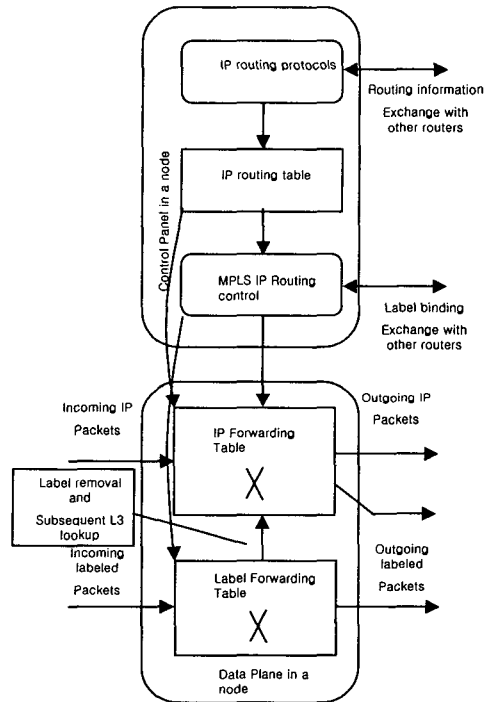 IP routing protocols
Routing information
Exchange with
other routers
Control Panel in a node
IP routing table
MPLS IP Routing
control
Label binding
Exchange with
other routers
Incoming IP
Packets
IP Forwarding
Table
Outgoing IP
Packets
Label removal
and
Subsequent L3
lookup
Incoming
labeled
Packets
Label Forwarding
Table
Outgoing
labeled
Packets
Data Plane in a
node